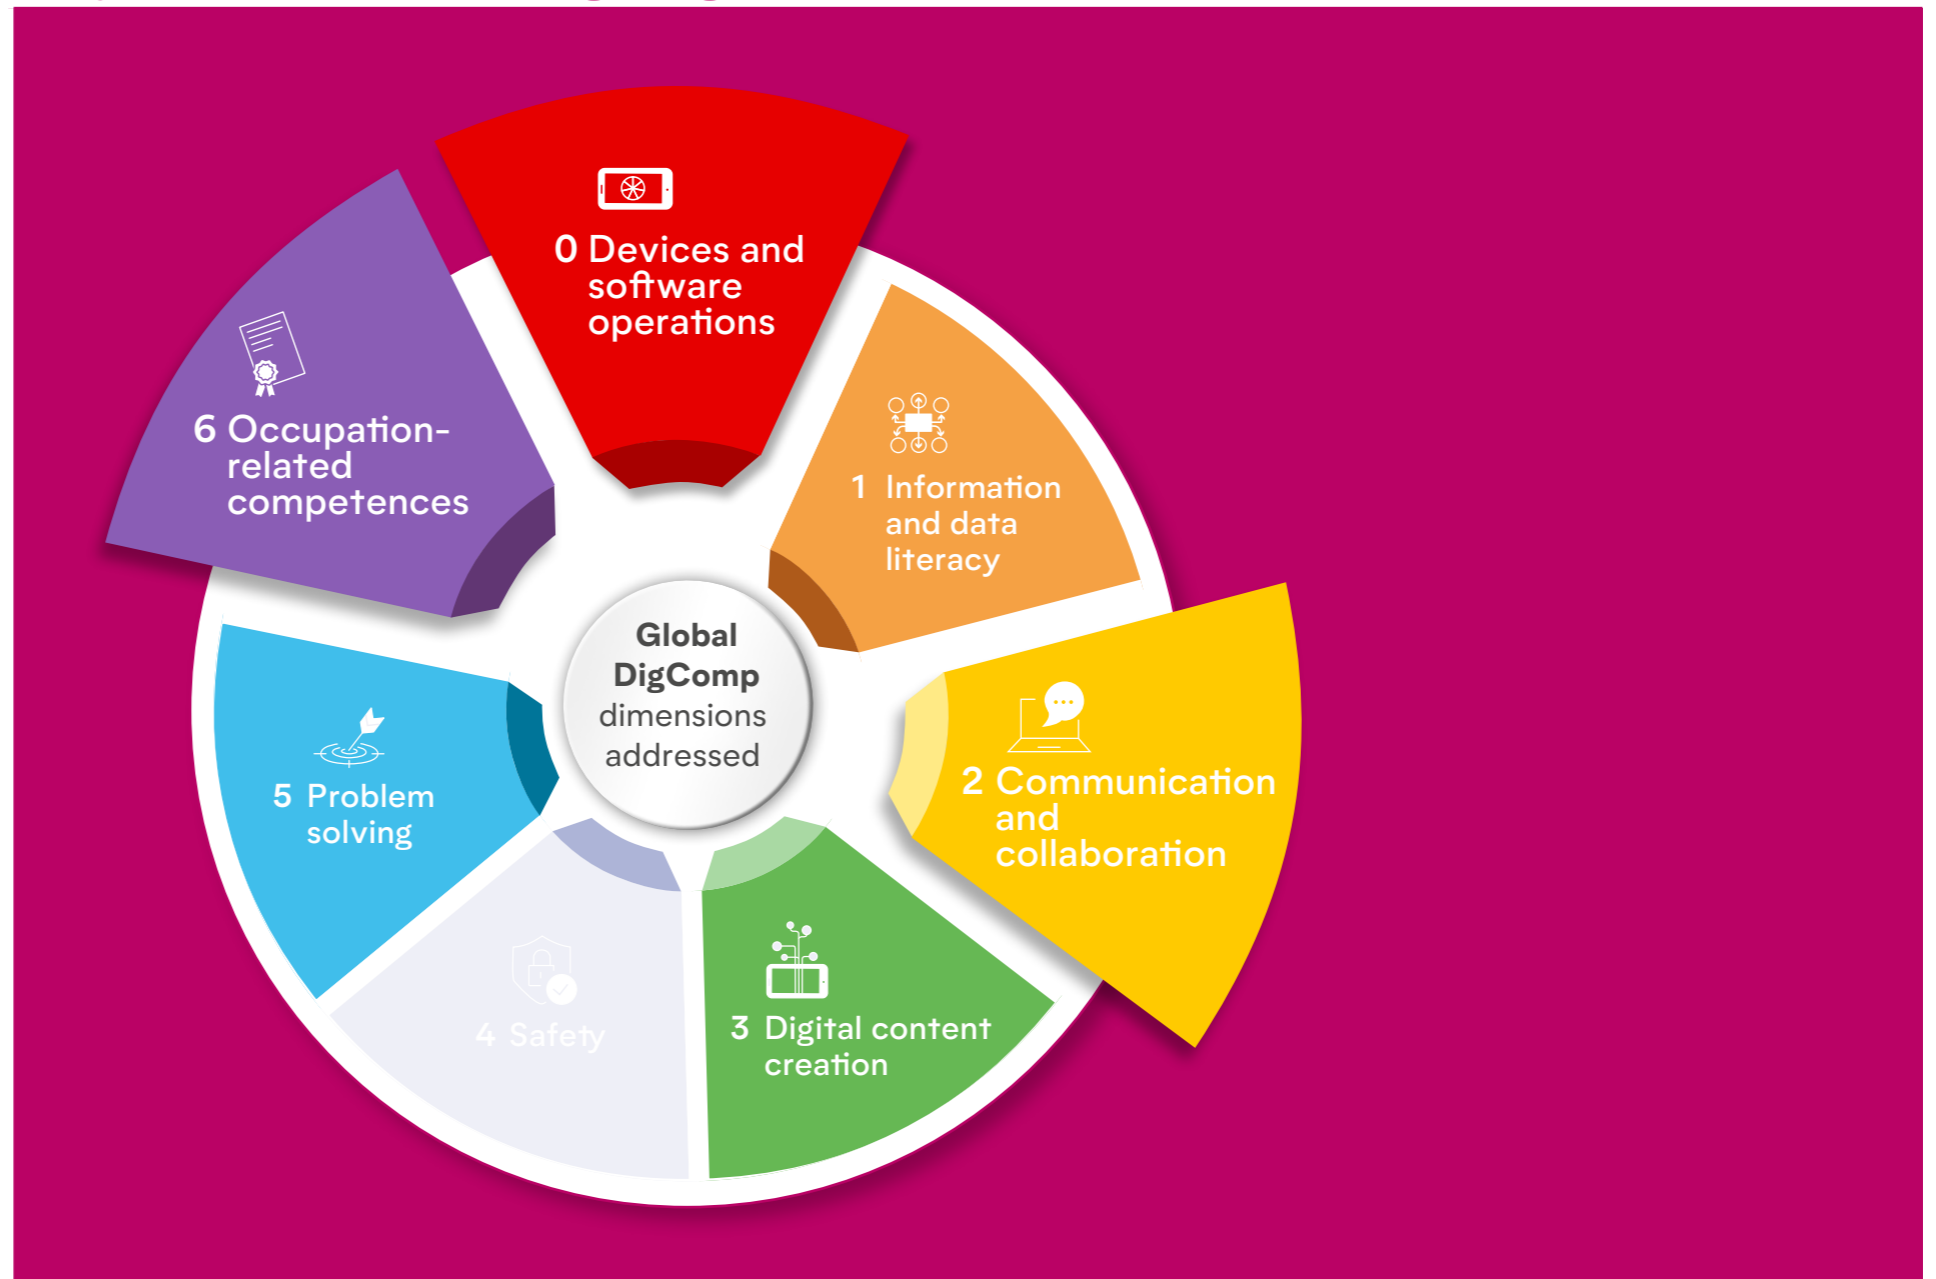 0 Devices and
software
operations
1 Information
and data
literacy
2 Communication
and
collaboration
3 Digital content
creation
4 Safety
5 Problem
solving
6 Occupation-
related
competences
Global
DigComp
dimensions
addressed